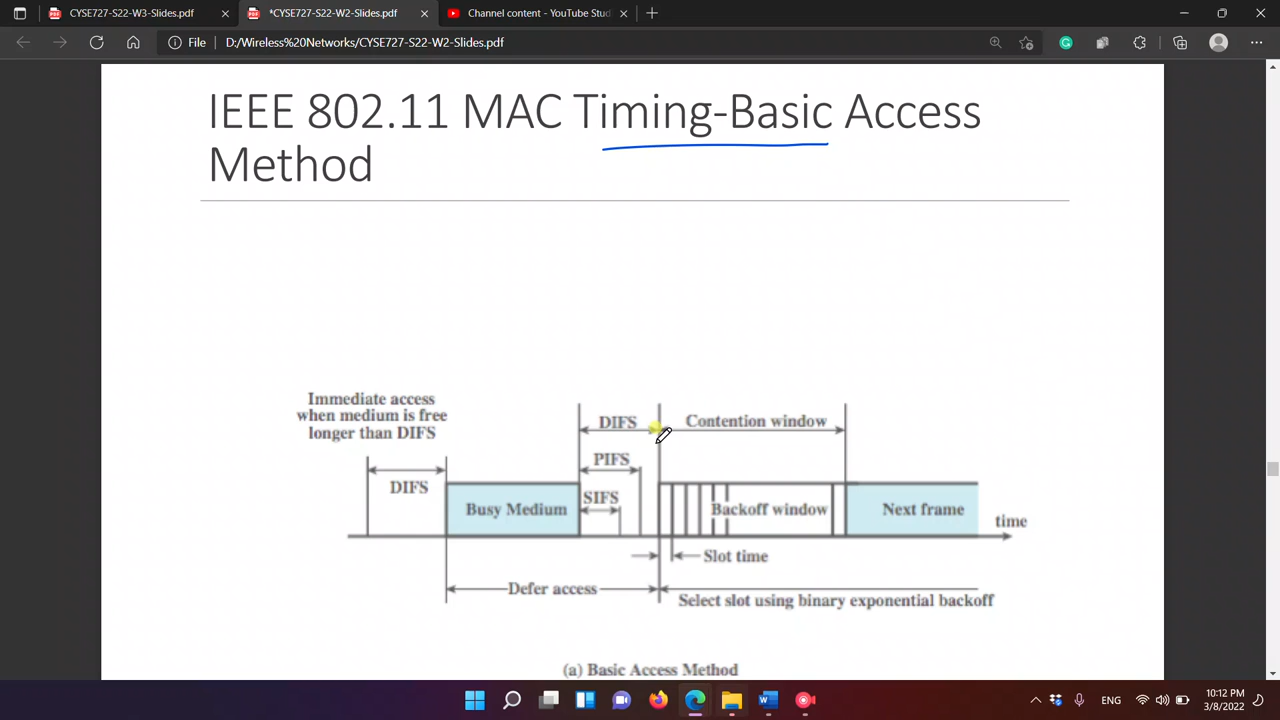 CYSE727-S22-W3-Slides.pdf
*CYSE727-S22-W2-Slides.pdf
Channel content - YouTube Stud
File
D:/Wireless%20Networks/CYSE727-S22-W2-Slides.pdf
IEEE 802.11 MAC Timing-Basic Access
Method
Immediate access
when medium is free
longer than DIFS
DIFS
Contention window
PIFS
DIFS
SIFS
Busy Medium
Backoff window
Next frame
time
Slot time
Defer access
Select slot using binary exponential backoff
(a) Basic Access Method
ENG
10:12 PM
3/8/2022